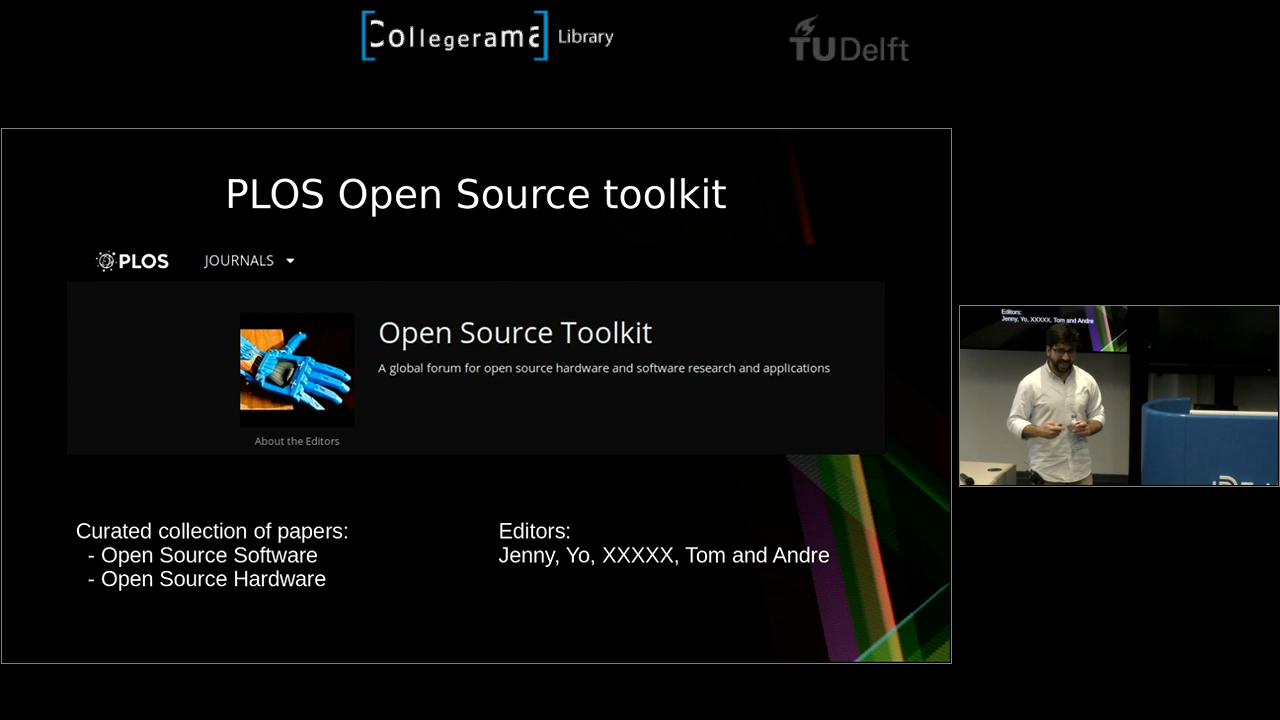 Collegerama Library
TU Delft
PLOS Open Source toolkit
PLOS JOURNALS
Open Source Toolkit
A global forum for open source hardware and software research and applications
About the Editors
Curated collection of papers:
- Open Source Software
- Open Source Hardware
Editors:
Jenny, Yo, XXXXX, Tom and Andre
Editors:
Jenny, Yo, XXXXX, Tom and Andre